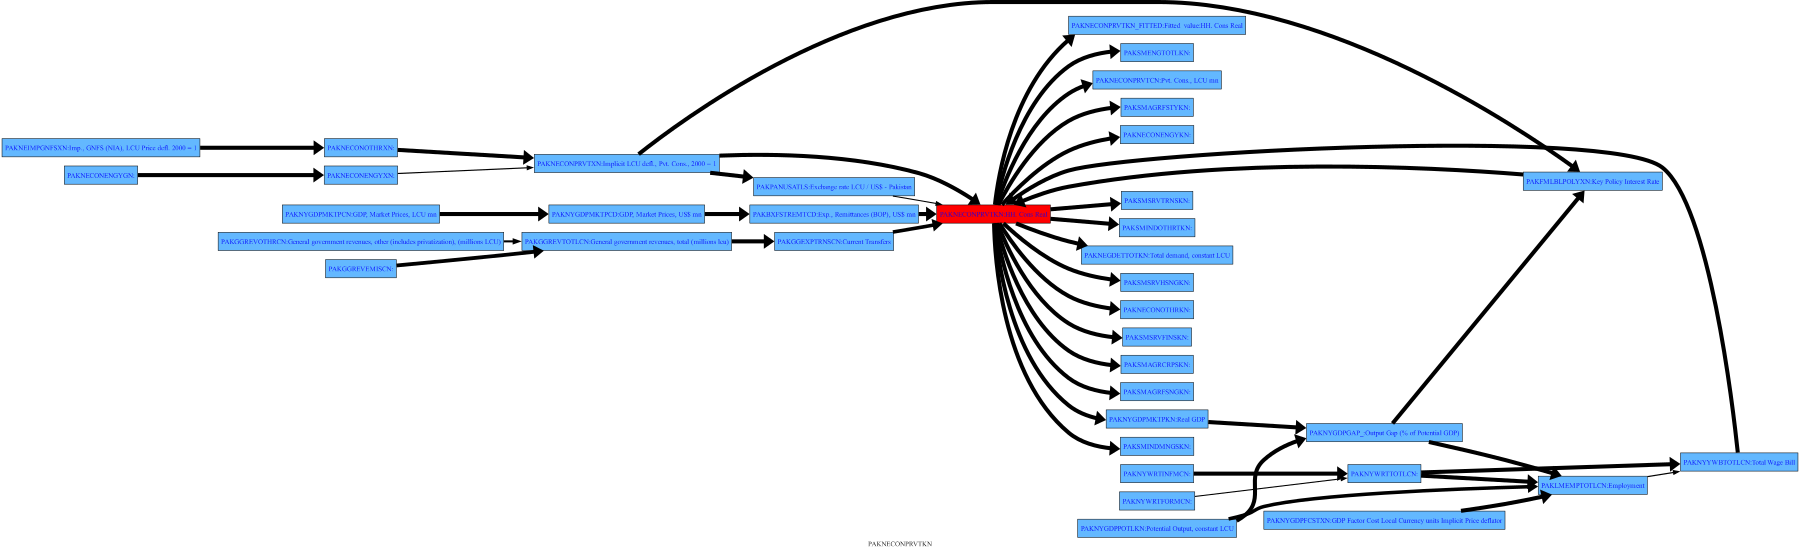 PAKNECONPRVTKN_FITTED:Fitted value:HH. Cons Real
PAKSMENGTOTLKN:
PAKNECONPRVTCN:Pvt. Cons., LCU mn
PAKSMAGRFSTYKN:
PAKNECONENGYKN:
PAKNEIMPGNFSXN:Imp., GNFS (NIA), LCU Price defl. 2000 = 1
PAKNECONOTHRXN:
PAKNECONPRVTXN:Implicit LCU defl., Pvt. Cons., 2000 = 1
PAKNECONENGYGN:
PAKNECONENGYXN:
PAKPANUSATLS:Exchange rate LCU / US$ - Pakistan
PAKFMLBLPOLYXN:Key Policy Interest Rate
PAKSMSRVTRNSKN:
PAKNYGDPMKTPCN:GDP, Market Prices, LCU mn
PAKNYGDPMKTPCD:GDP, Market Prices, US$ mn
PAKBXFSTREMTCD:Exp., Remittances (BOP), US$ mn
PAKNECONPRVTKN:HH. Cons Real
PAKSMINDOTHRTKN:
PAKGGREVOTHRCN:General government revenues, other (includes privatization), (millions LCU)
PAKGGREVTOTLCN:General government revenues, total (millions lcu)
PAKGGEXPTRNSCN:Current Transfers
PAKNEGDETTOTKN:Total demand, constant LCU
PAKGGREVEMISCN:
PAKSMSRVHSNGKN:
PAKNECONOTHRKN:
PAKSMSRVFINSKN:
PAKSMAGRCRPSKN:
PAKSMAGRFSNGKN:
PAKNYGDPMKTPKN:Real GDP
PAKNYGDPGAP_:Output Gap (% of Potential GDP)
PAKSMINDMNGSKN:
PAKNYYWBTOTLCN:Total Wage Bill
PAKNYWRTINFMCN:
PAKNYWRTTOTLCN:
PAKLMEMPTOTLCN:Employment
PAKNYWRTFORMCN:
PAKNYGDPPOTLKN:Potential Output, constant LCU
PAKNYGDPFCSTXN:GDP Factor Cost Local Currency units Implicit Price deflator
PAKNECONPRVTKN